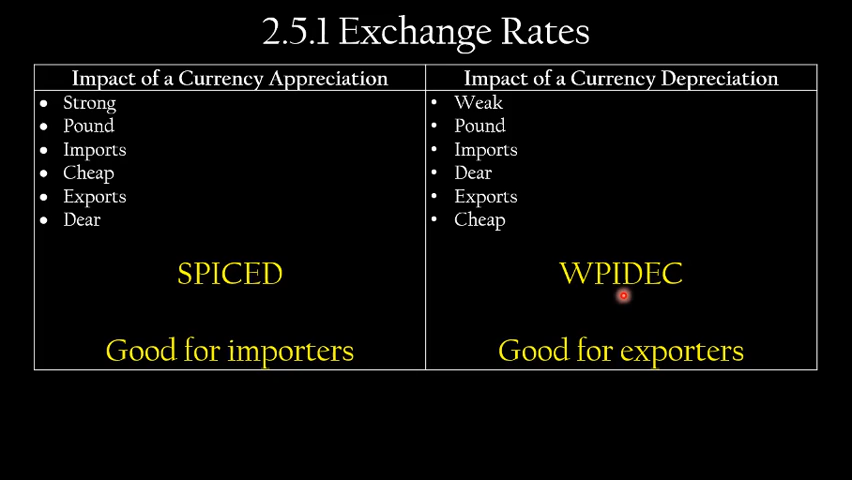 2.5.1 Exchange Rates
Impact of a Currency Appreciation
• Strong
• Pound
• Imports
• Cheap
• Exports
• Dear
SPICED
Good for importers
Impact of a Currency Depreciation
• Weak
• Pound
• Imports
• Dear
• Exports
• Cheap
WPIDEC
Good for exporters